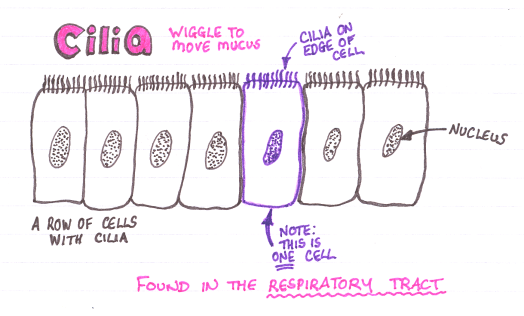 Cilia
WIGGLE TO
MOVE MUCUS
CILIA ON
EDGE OF
CELL
NUCLEUS
A ROW OF CELLS
WITH CILIA
NOTE:
THIS IS
ONE CELL
FOUND IN THE RESPIRATORY TRACT